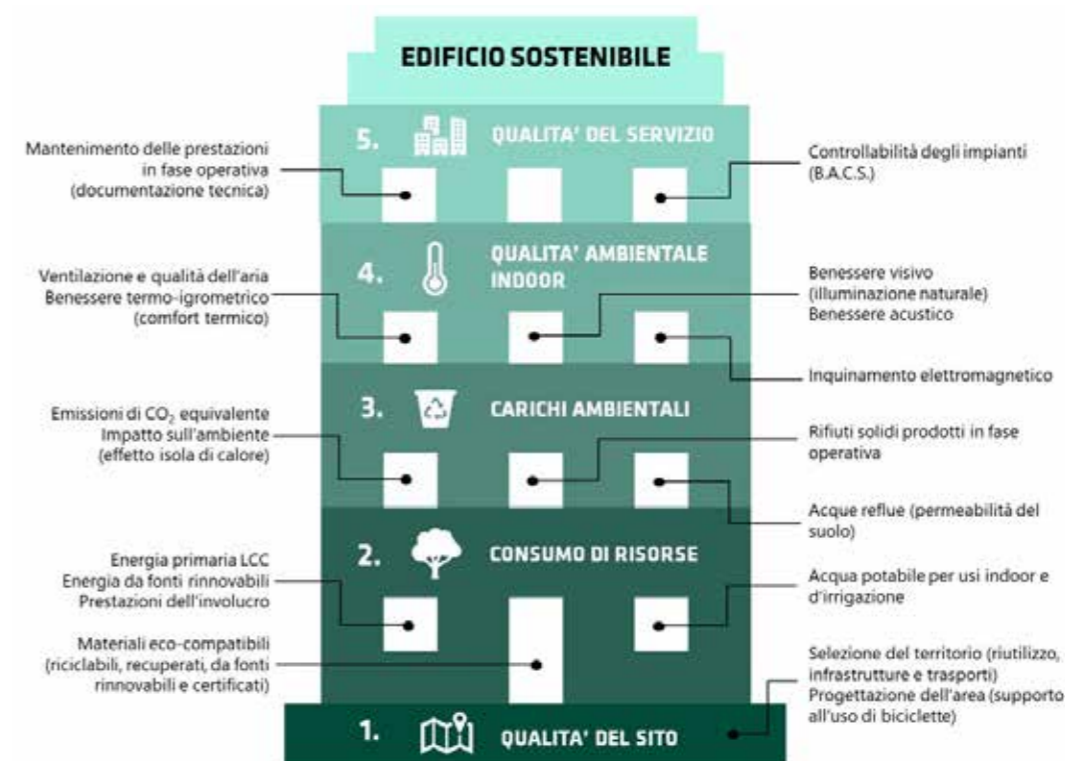 EDIFICIO SOSTENIBILE
5.
QUALITA' DEL SERVIZIO
Mantenimento delle prestazioni
in fase operativa
(documentazione tecnica)
Controllabilità degli impianti
(B.A.C.S.)
4.
QUALITA' AMBIENTALE
INDOOR
Ventilazione e qualità dell'aria
Benessere termo-igrometrico
(comfort termico)
Benessere visivo
(illuminazione naturale)
Benessere acustico
Inquinamento elettromagnetico
3.
CARICHI AMBIENTALI
Emissioni di CO₂ equivalente
Impatto sull'ambiente
(effetto isola di calore)
Rifiuti solidi prodotti in fase
operativa
Acque reflue (permeabilità del
suolo)
2.
CONSUMO DI RISORSE
Energia primaria LCC
Energia da fonti rinnovabili
Prestazioni dell'involucro
Materiali eco-compatibili
(riciclabili, recuperati, da fonti
rinnovabili e certificati)
Acqua potabile per usi indoor e
d'irrigazione
Selezione del territorio (riutilizzo,
infrastrutture e trasporti)
Progettazione dell'area (supporto
all'uso di biciclette)
1.
QUALITA' DEL SITO